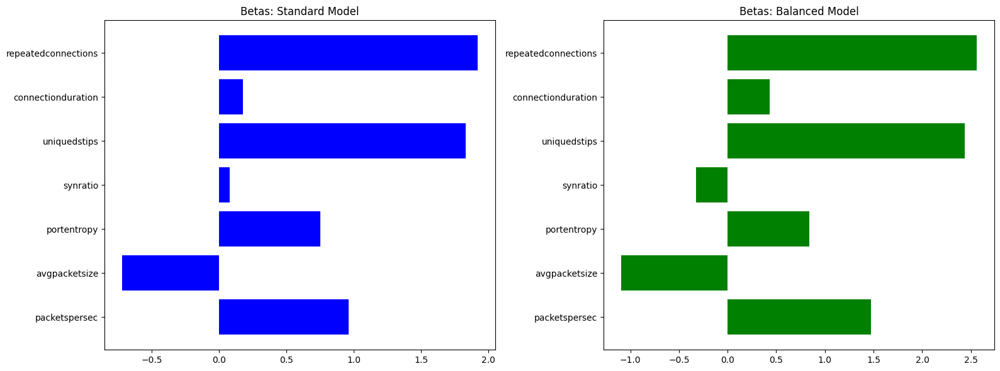 Betas: Standard Model
repeatedconnections
connectionduration
uniquedstips
synratio
portentropy
avgpacketsize
packetspersec
−0.5 0.0 0.5 1.0 1.5 2.0
Betas: Balanced Model
repeatedconnections
connectionduration
uniquedstips
synratio
portentropy
avgpacketsize
packetspersec
−1.0 −0.5 0.0 0.5 1.0 1.5 2.0 2.5